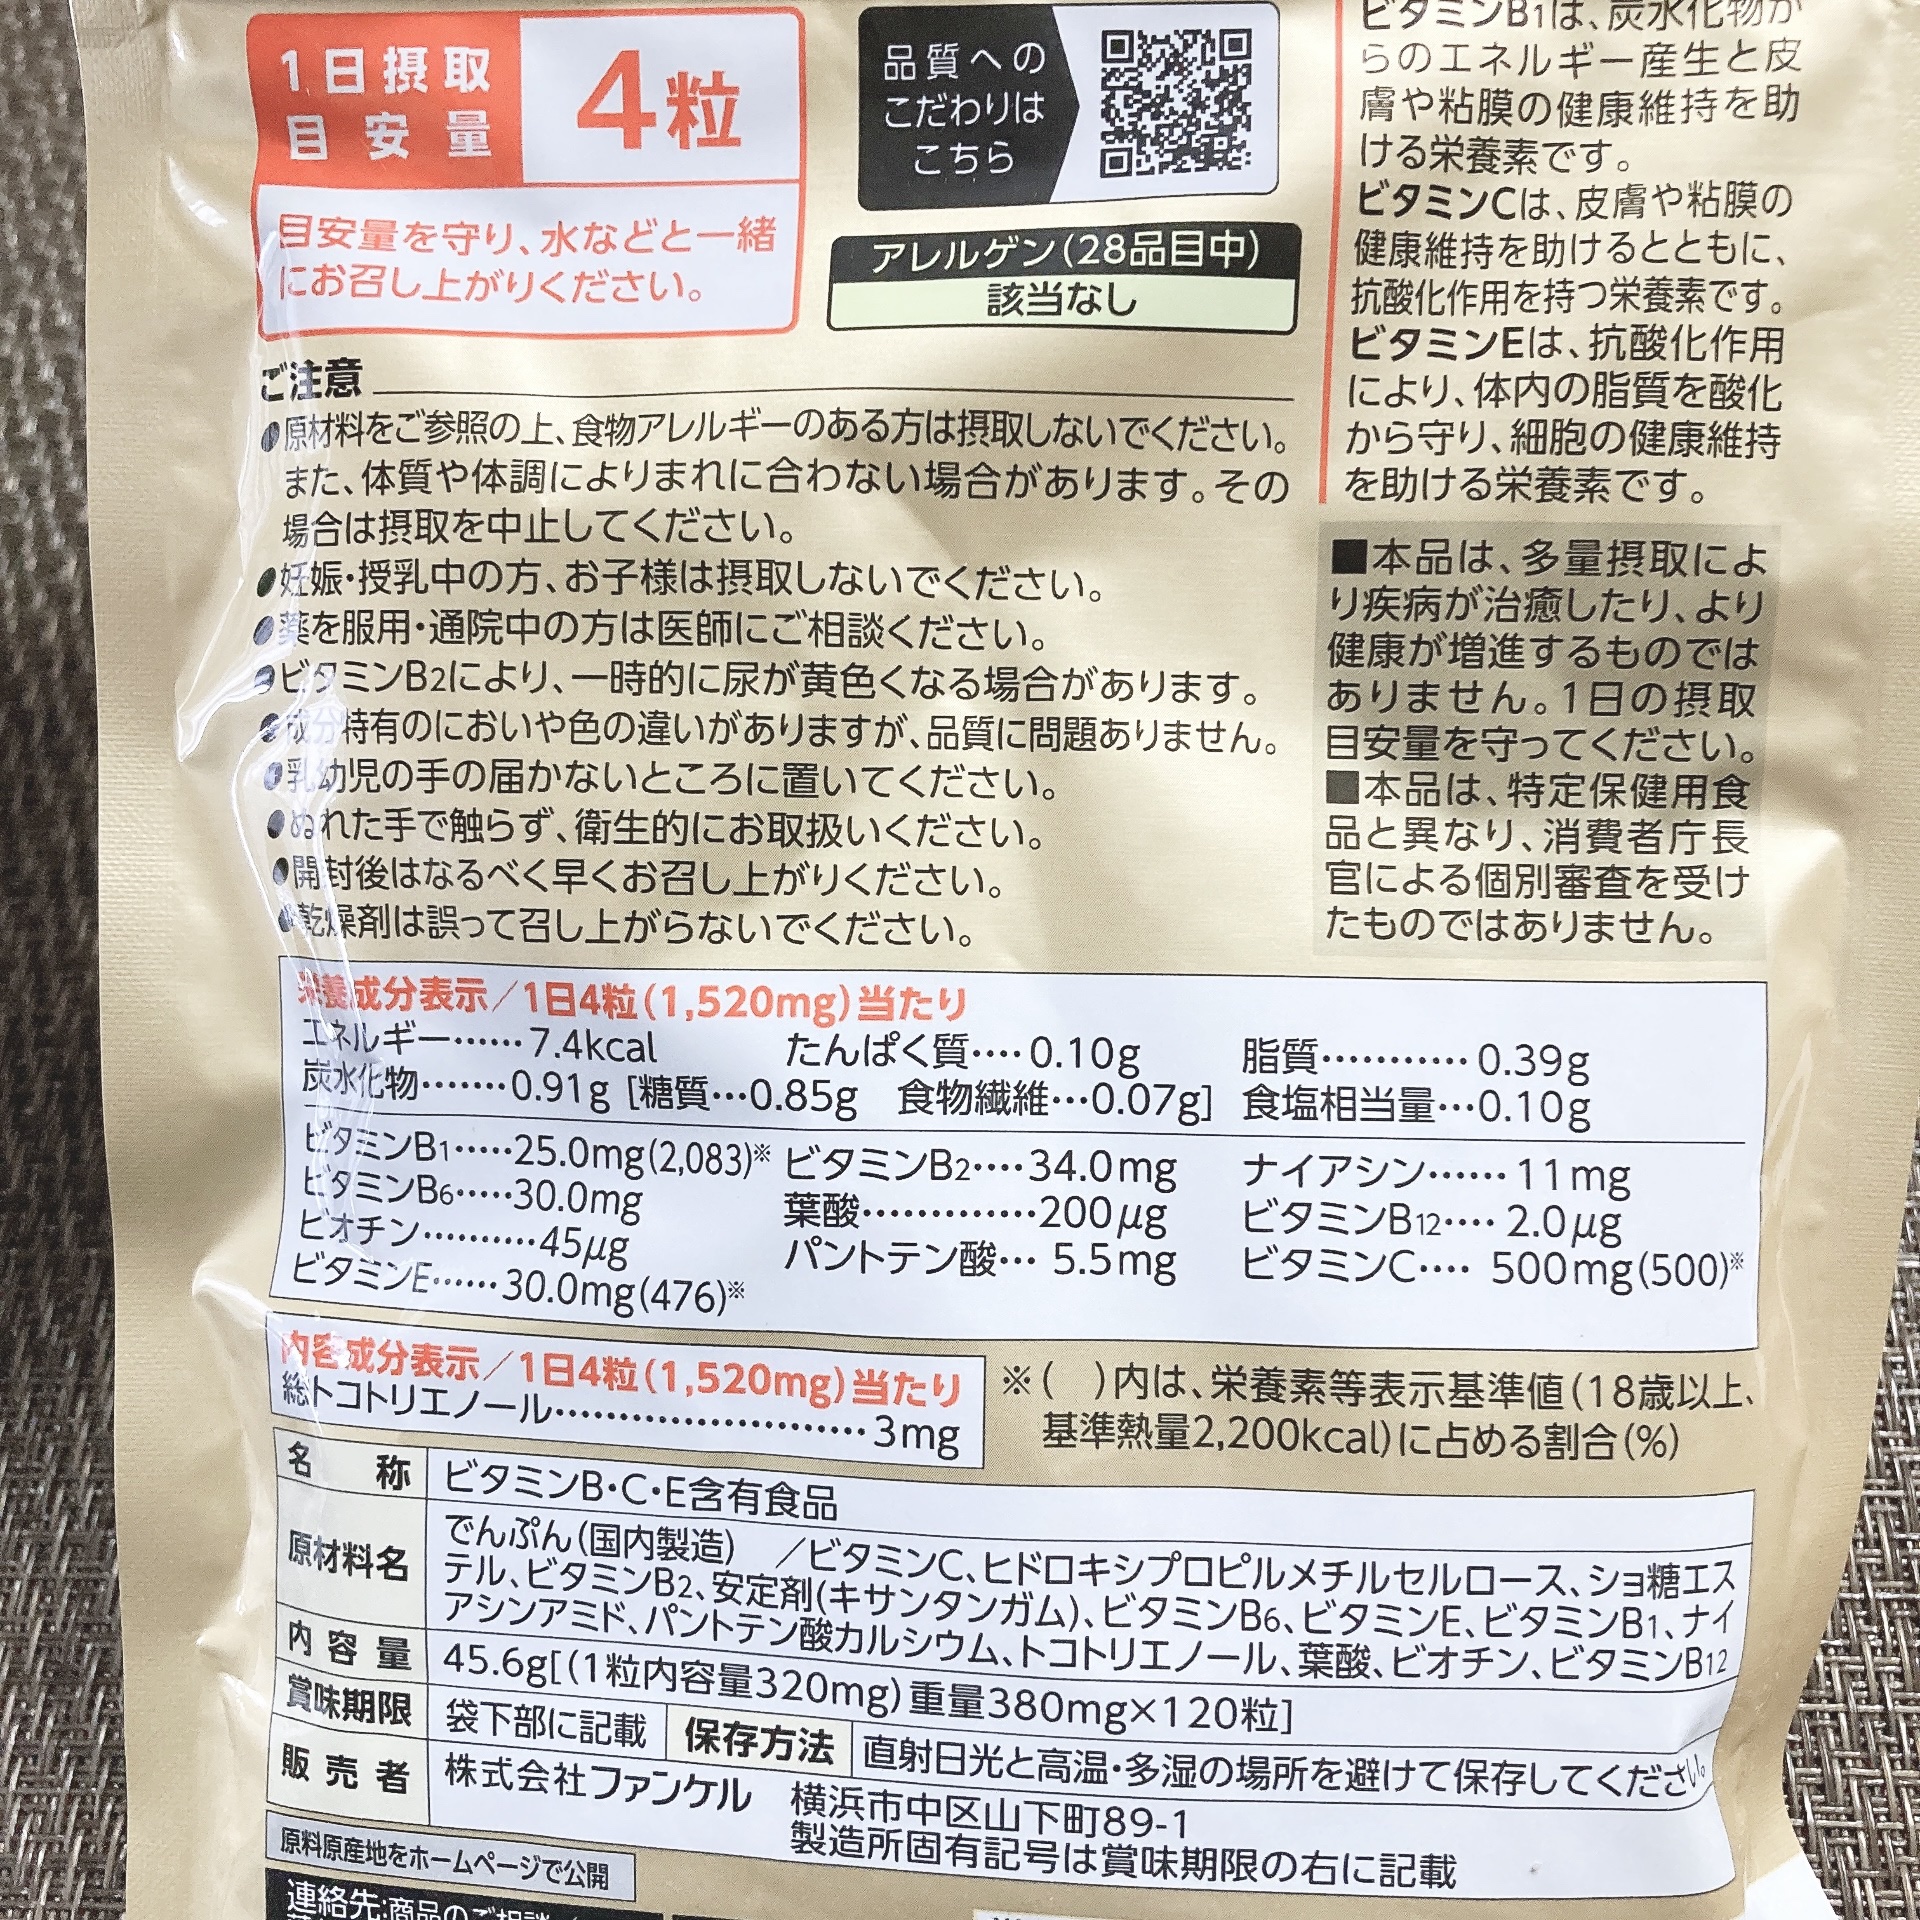 1日摂取
目安量
4粒
目安量を守り、水などと一緒
にお召し上がりください。
品質への
こだわりは
こちら
アレルゲン(28品目中)
該当なし
ビタミンB1は、炭水化物か
らのエネルギー産生と皮
膚や粘膜の健康維持を助
ける栄養素です。
ビタミンCは、皮膚や粘膜の
健康維持を助けるとともに、
抗酸化作用を持つ栄養素です。
ビタミンEは、抗酸化作用
により、体内の脂質を酸化
から守り、細胞の健康維持
を助ける栄養素です。
ご注意
●原材料をご参照の上、食物アレルギーのある方は摂取しないでください。
また、体質や体調によりまれに合わない場合があります。その
場合は摂取を中止してください。
●妊娠・授乳中の方、お子様は摂取しないでください。
●薬を服用・通院中の方は医師にご相談ください。
●ビタミンB2により、一時的に尿が黄色くなる場合があります。
●成分特有のにおいや色の違いがありますが、品質に問題ありません。
●乳幼児の手の届かないところに置いてください。
●ぬれた手で触らず、衛生的にお取扱いください。
●開封後はなるべく早くお召し上がりください。
●乾燥剤は誤って召し上がらないでください。
■本品は、多量摂取によ
り疾病が治癒したり、より
健康が増進するものでは
ありません。1日の摂取
目安量を守ってください。
■本品は、特定保健用食
品と異なり、消費者庁長
官による個別審査を受け
たものではありません。
栄養成分表示/1日4粒(1,520mg)当たり
エネルギー……7.4kcal たんぱく質‥‥0.10g 脂質…………0.39g
炭水化物……‥0.91g [糖質…0.85g 食物繊維…0.07g] 食塩相当量…0.10g
ビタミンB1‥‥‥25.0mg(2,083)※ ビタミンB2‥‥34.0mg ナイアシン……11mg
ビタミンB6‥‥‥30.0mg 葉酸…………‥200μg ビタミンB12‥‥2.0μg
ビオチン…………45μg パントテン酸…5.5mg ビタミンC‥‥500mg(500)※
ビタミンE……30.0mg(476)※
内容成分表示/1日4粒(1,520mg)当たり
総トコトリエノール……………………3mg
※( )内は、栄養素等表示基準値(18歳以上、
基準熱量2,200kcal)に占める割合(%)
名称 ビタミンB・C・E含有食品
原材料名 でんぷん(国内製造) /ビタミンC、ヒドロキシプロピルメチルセルロース、ショ糖エス
テル、ビタミンB2、安定剤(キサンタンガム)、ビタミンB6、ビタミンE、ビタミンB1、ナイ
アシンアミド、パントテン酸カルシウム、トコトリエノール、葉酸、ビオチン、ビタミンB12
内容量 45.6g[(1粒内容量320mg)重量380mg×120粒]
賞味期限 袋下部に記載 保存方法 直射日光と高温・多湿の場所を避けて保存してください。
販売者 株式会社ファンケル 横浜市中区山下町89-1
製造所固有記号は賞味期限の右に記載
原料原産地をホームページで公開
連絡先:商品のご相談